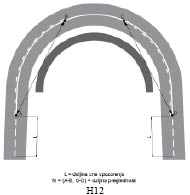 L
L
L = duljina crte upozorenja
N = (A-B, C-D) = duljina preglednosti
H12